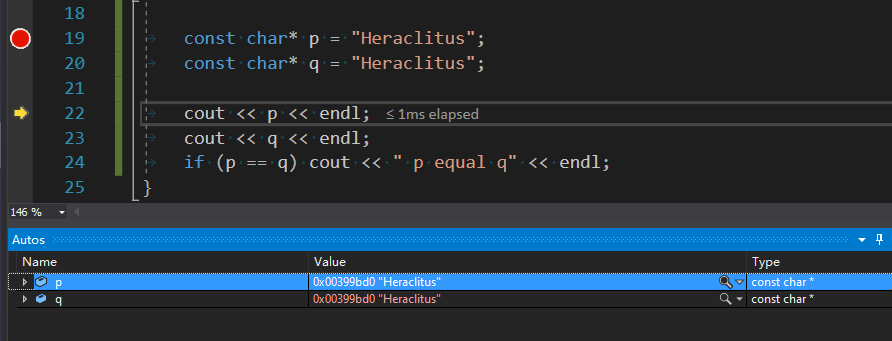 18
19 const char* p = "Heraclitus";
20 const char* q = "Heraclitus";
21
22 cout << p << endl; ≤ 1ms elapsed
23 cout << q << endl;
24 if (p == q) cout << " p equal q" << endl;
25 }
146 %
Autos
Name Value Type
p 0x00399bd0 "Heraclitus" const char *
q 0x00399bd0 "Heraclitus" const char *